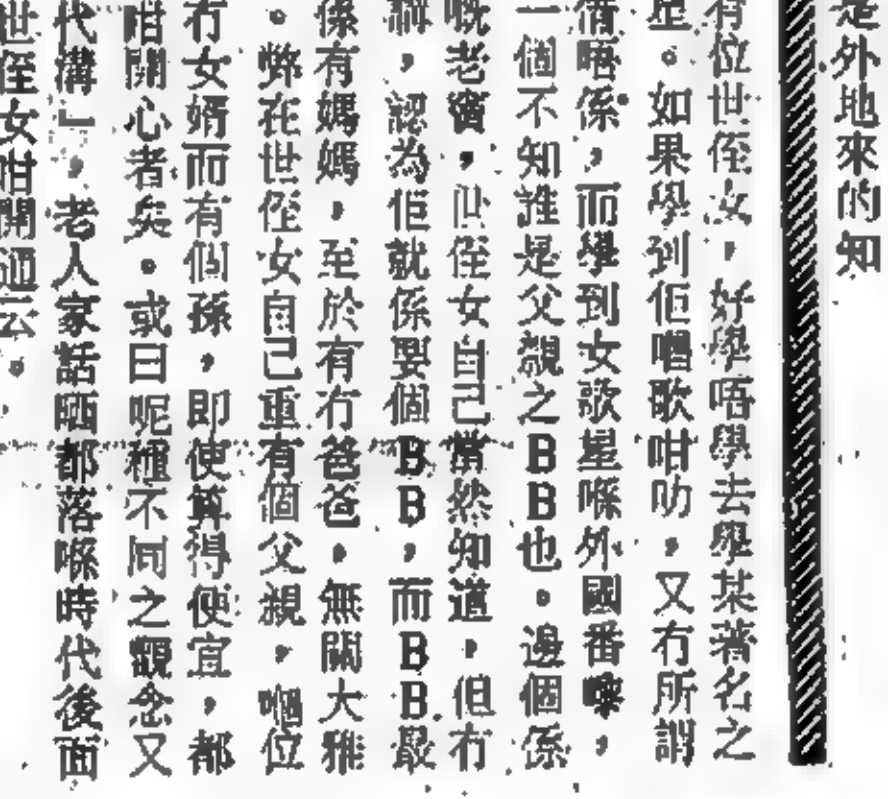 是外地來的知
有位世侄女，好學唔學去學某著名之
星。如果學到佢唱歌咁叻，又冇所謂
衰唔係，而學到女歌星喺外國番嚟，
一個不知誰是父親之BB也。邊個係
嘅老竇，世侄女自己當然知道，但冇
講，認為佢就係要個BB，而BB最
係有媽媽，至於有冇爸爸，無關大雅
。弊在世侄女自己重有個父親，嗰位
冇女婿而有個孫，即使算得便宜，都
咁開心者矣。或曰呢種不同之觀念又
代溝」，老人家話晒都落喺時代後面
世侄女咁開通云。